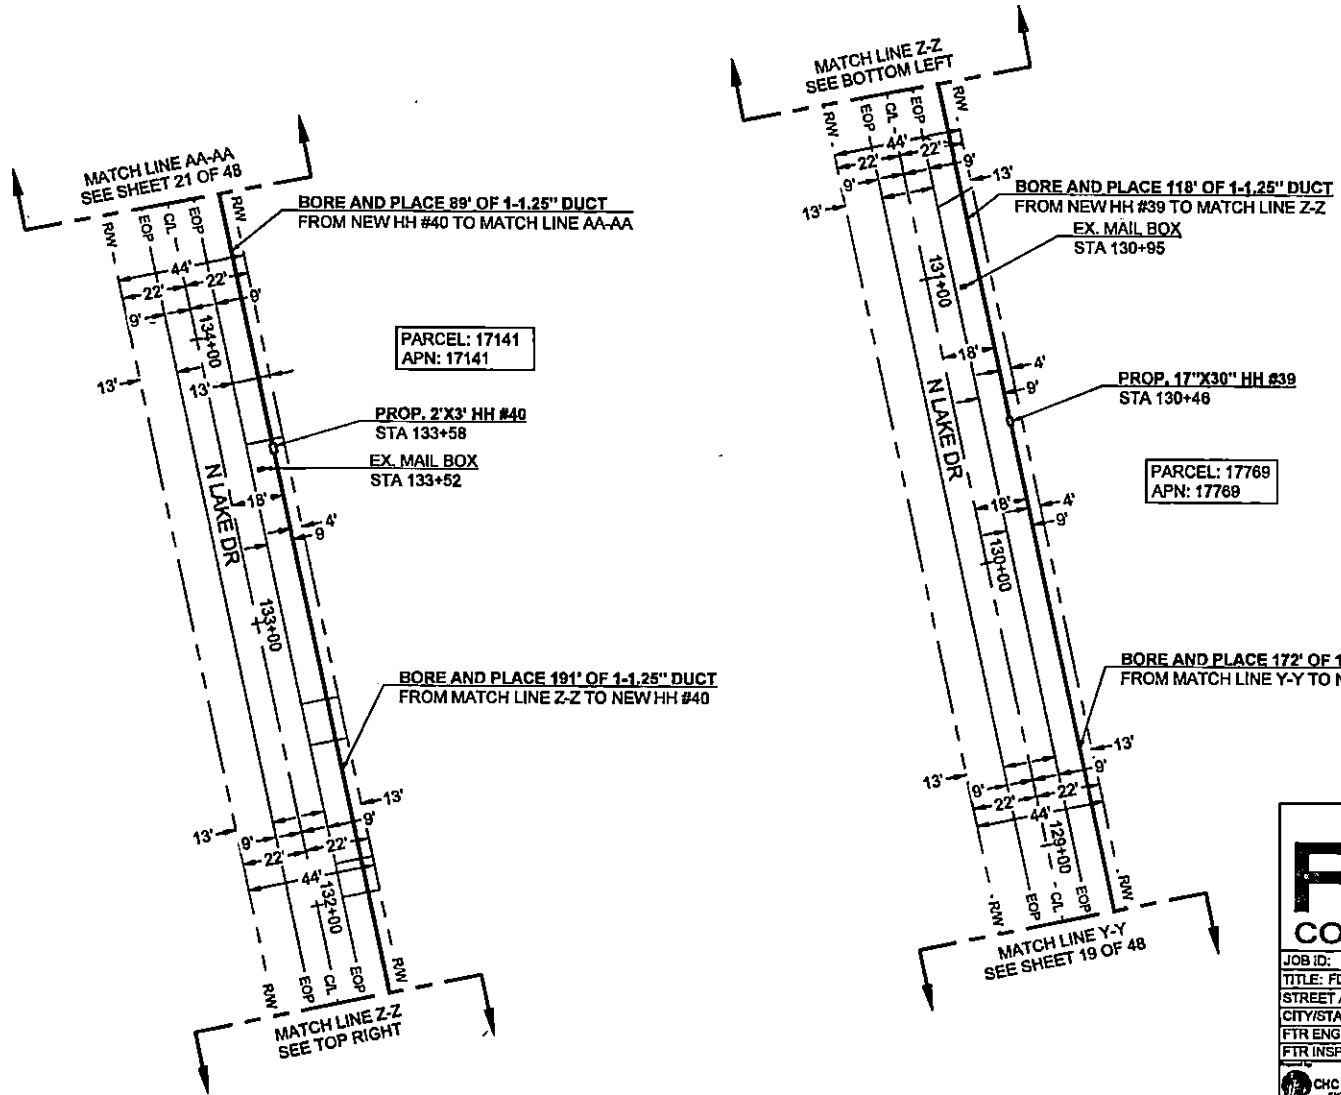 MATCH LINE AA-AA
SEE SHEET 21 OF 48
R/W
EOP
C/L
EOP
R/W
BORE AND PLACE 89' OF 1-1.25" DUCT
FROM NEW HH #40 TO MATCH LINE AA-AA
44'
22'
22'
9'
9'
134+00
13'
13'
PARCEL: 17141
APN: 17141
PROP. 2'X3' HH #40
STA 133+58
EX. MAIL BOX
STA 133+52
N LAKE DR
18'
4'
9'
133+00
BORE AND PLACE 191' OF 1-1.25" DUCT
FROM MATCH LINE Z-Z TO NEW HH #40
13'
13'
9'
9'
22'
22'
44'
132+00
R/W
EOP
C/L
EOP
R/W
MATCH LINE Z-Z
SEE TOP RIGHT
MATCH LINE Z-Z
SEE BOTTOM LEFT
R/W
EOP
C/L
EOP
R/W
44'
22'
22'
9'
9'
13'
13'
BORE AND PLACE 118' OF 1-1.25" DUCT
FROM NEW HH #39 TO MATCH LINE Z-Z
EX. MAIL BOX
STA 130+95
131+00
18'
4'
9'
N LAKE DR
PROP. 17"X30" HH #39
STA 130+46
PARCEL: 17769
APN: 17769
18'
4'
9'
130+00
BORE AND PLACE 172' OF 1
FROM MATCH LINE Y-Y TO N
13'
13'
9'
9'
22'
22'
44'
129+00
R/W
EOP
C/L
EOP
R/W
MATCH LINE Y-Y
SEE SHEET 19 OF 48
F
CO
JOB ID:
TITLE: F
STREET
CITY/STA
FTR ENG
FTR INSP
CHC